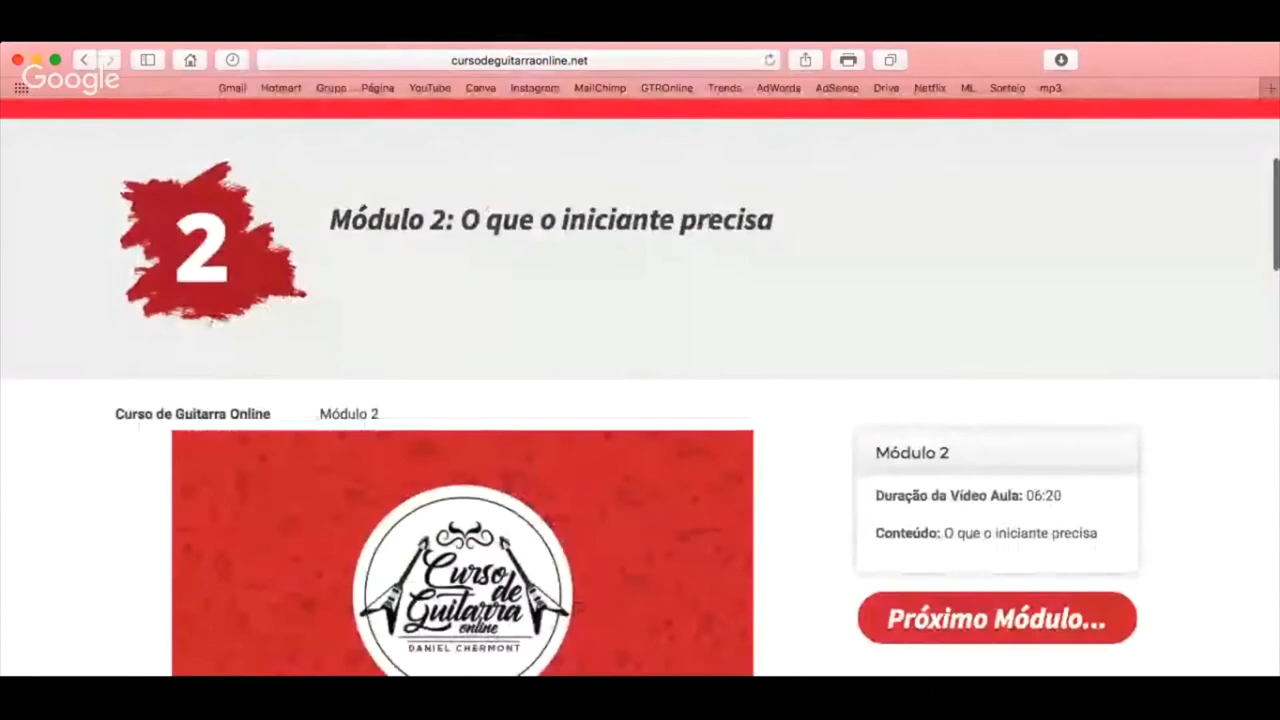 cursodeguitarraonline.net
Google
Gmail Hotmart Grupo Página YouTube Canva Instagram MailChimp GTROnline Trends AdWords AdSense Drive Netflix ML Sorteio mp3
2
Módulo 2: O que o iniciante precisa
Curso de Guitarra Online Módulo 2
Módulo 2
Duração da Vídeo Aula: 06:20
Conteúdo: O que o iniciante precisa
Próximo Módulo...
Curso
de
Guitarra
online
DANIEL CHERMONT